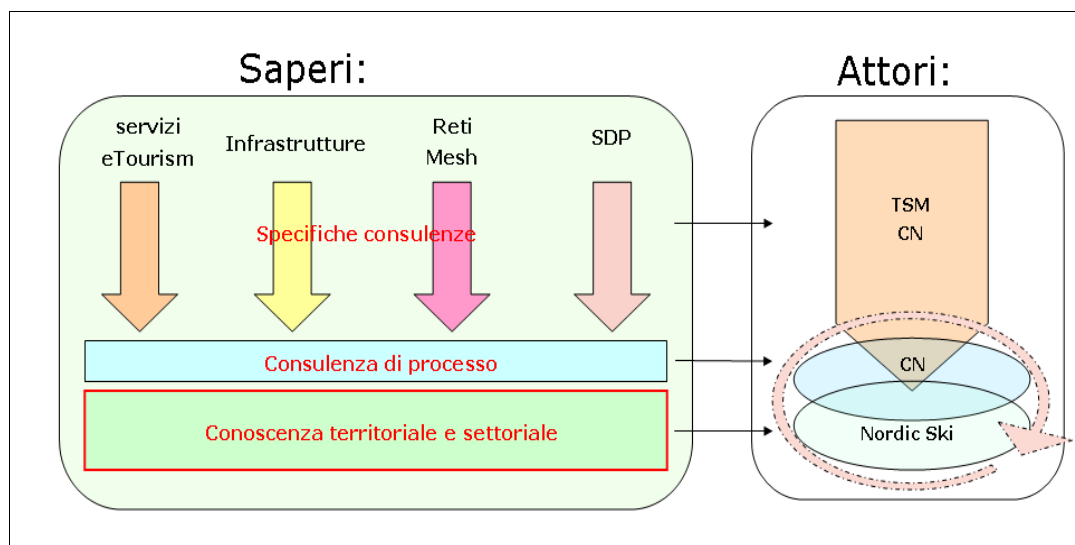 Saperi:
servizi
eTourism
Infrastrutture
Reti
Mesh
SDP
Specifiche consulenze
Consulenza di processo
Conoscenza territoriale e settoriale
Attori:
TSM
CN
CN
Nordic Ski